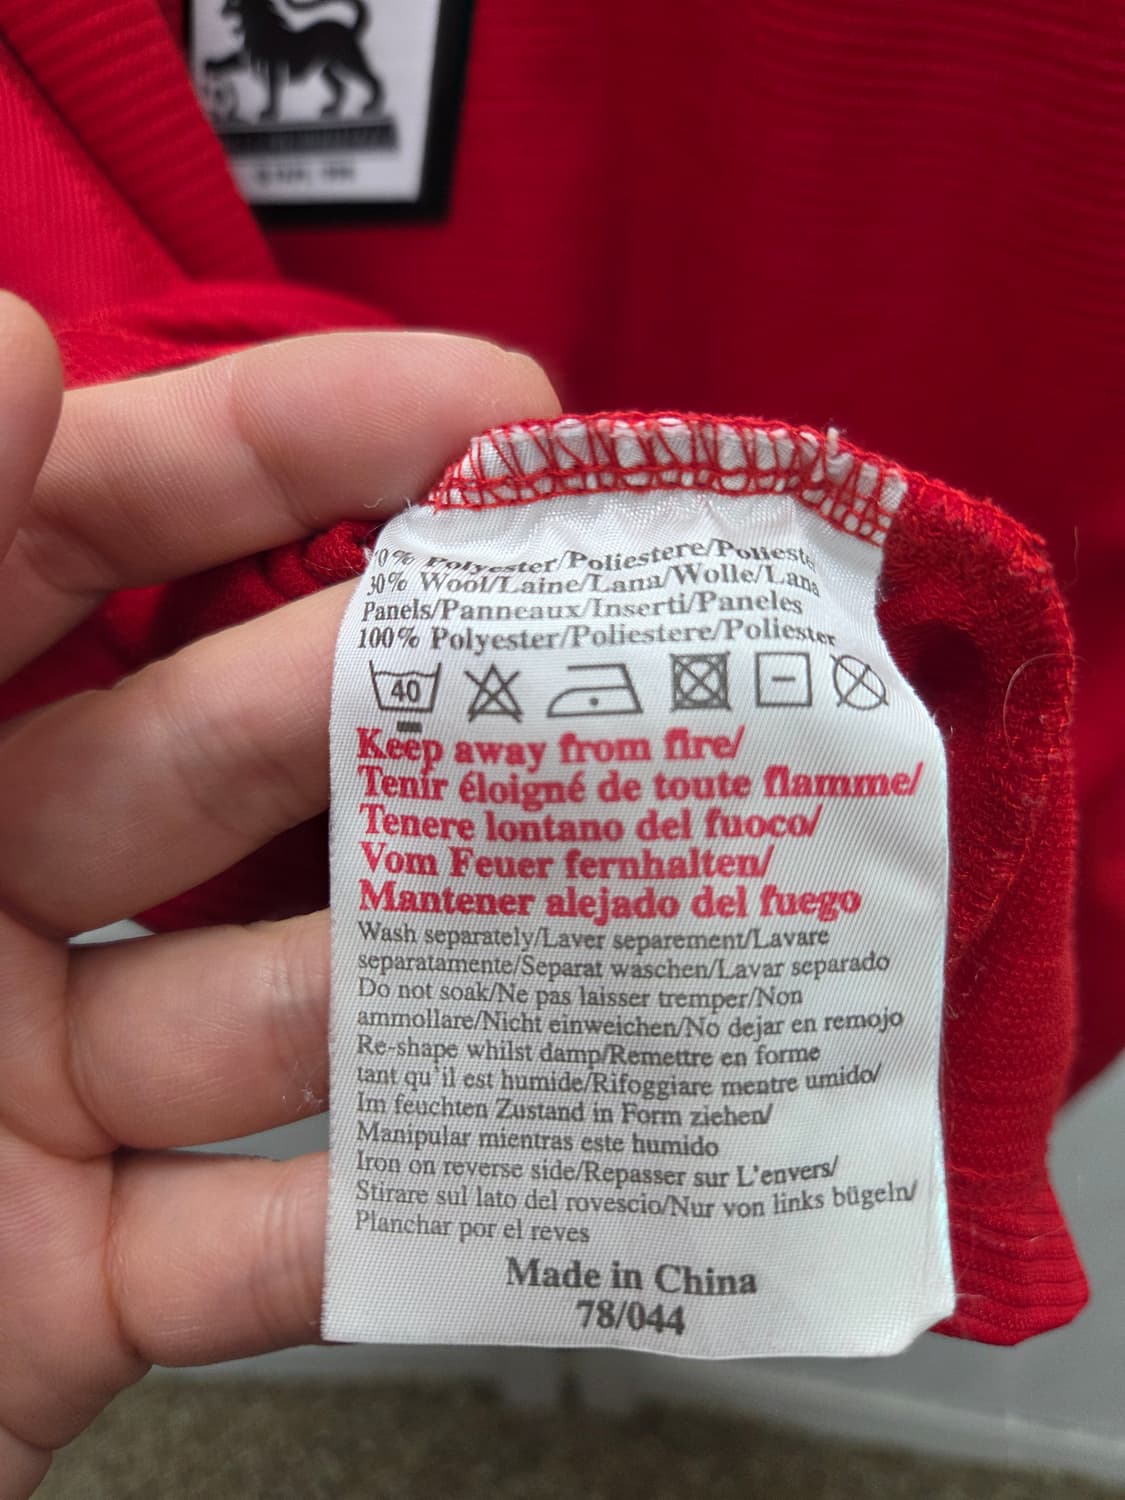 0% Polyester/Poliestere/Polieste
30% Wool/Laine/Lana/Wolle/Lana
Panels/Panneaux/Inserti/Paneles
100% Polyester/Poliestere/Poliester
40
Keep away from fire/
Tenir éloigné de toute flamme/
Tenere lontano del fuoco/
Vom Feuer fernhalten/
Mantener alejado del fuego
Wash separately/Laver separement/Lavare
separatamente/Separat waschen/Lavar separado
Do not soak/Ne pas laisser tremper/Non
ammollare/Nicht einweichen/No dejar en remojo
Re-shape whilst damp/Remettre en forme
tant qu'il est humide/Rifoggiare mentre umido/
Im feuchten Zustand in Form ziehen/
Manipular mientras este humido
Iron on reverse side/Repasser sur L'envers/
Stirare sul lato del rovescio/Nur von links bügeln/
Planchar por el reves
Made in China
78/044